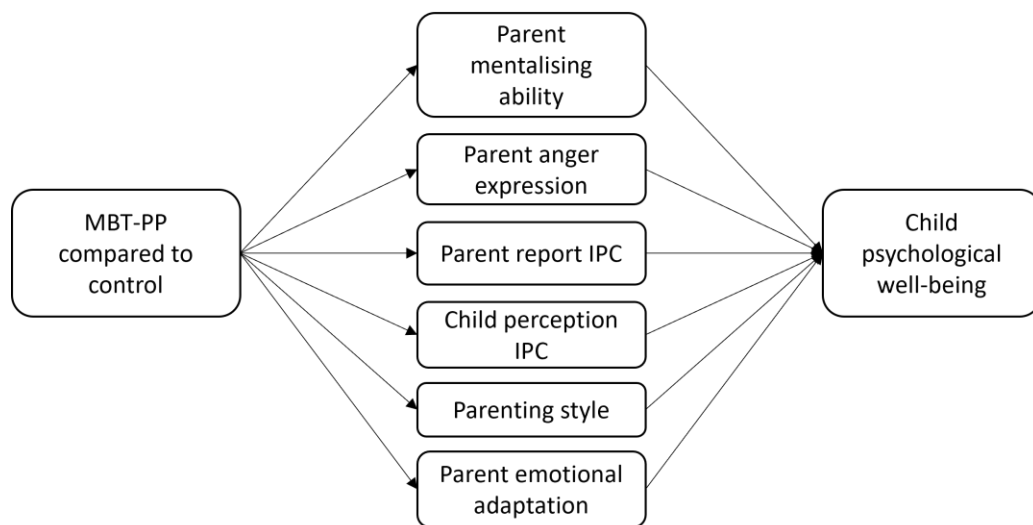 MBT-PP
compared to
control
Parent
mentalising
ability
Parent anger
expression
Parent report IPC
Child perception
IPC
Parenting style
Parent emotional
adaptation
Child
psychological
well-being